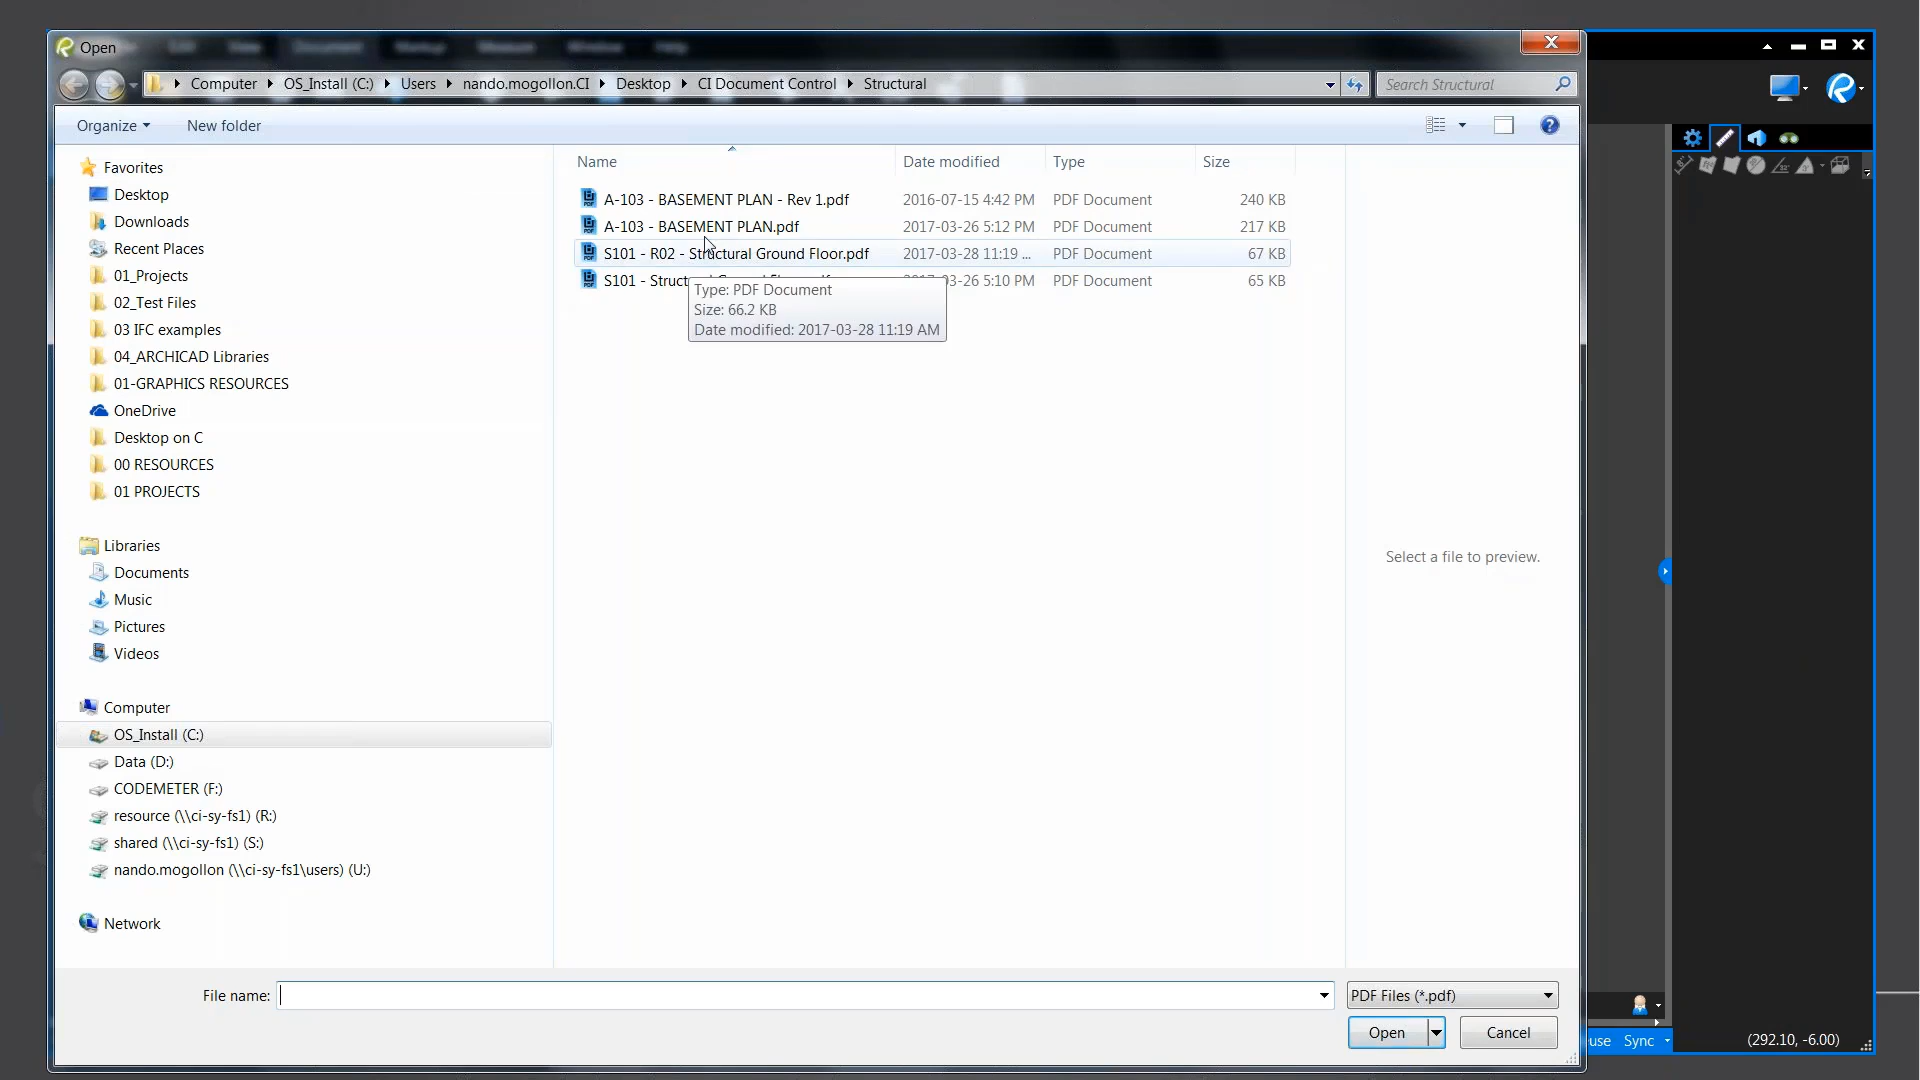 Open
Edit View Document Markup Measure Window Help
Computer OS_Install (C:) Users nando.mogollon.CI Desktop CI Document Control Structural
Search Structural
Organize New folder
Name Date modified Type Size
A-103 - BASEMENT PLAN - Rev 1.pdf 2016-07-15 4:42 PM PDF Document 240 KB
A-103 - BASEMENT PLAN.pdf 2017-03-26 5:12 PM PDF Document 217 KB
S101 - R02 - Structural Ground Floor.pdf 2017-03-28 11:19 ... PDF Document 67 KB
S101 - Struct 03-26 5:10 PM PDF Document 65 KB
Type: PDF Document
Size: 66.2 KB
Date modified: 2017-03-28 11:19 AM
Favorites
Desktop
Downloads
Recent Places
01_Projects
02_Test Files
03 IFC examples
04_ARCHICAD Libraries
01-GRAPHICS RESOURCES
OneDrive
Desktop on C
00 RESOURCES
01 PROJECTS
Libraries
Documents
Music
Pictures
Videos
Computer
OS_Install (C:)
Data (D:)
CODEMETER (F:)
resource (\\ci-sy-fs1) (R:)
shared (\\ci-sy-fs1) (S:)
nando.mogollon (\\ci-sy-fs1\users) (U:)
Network
Select a file to preview.
File name:
PDF Files (*.pdf)
Open Cancel
use Sync
(292.10, -6.00)